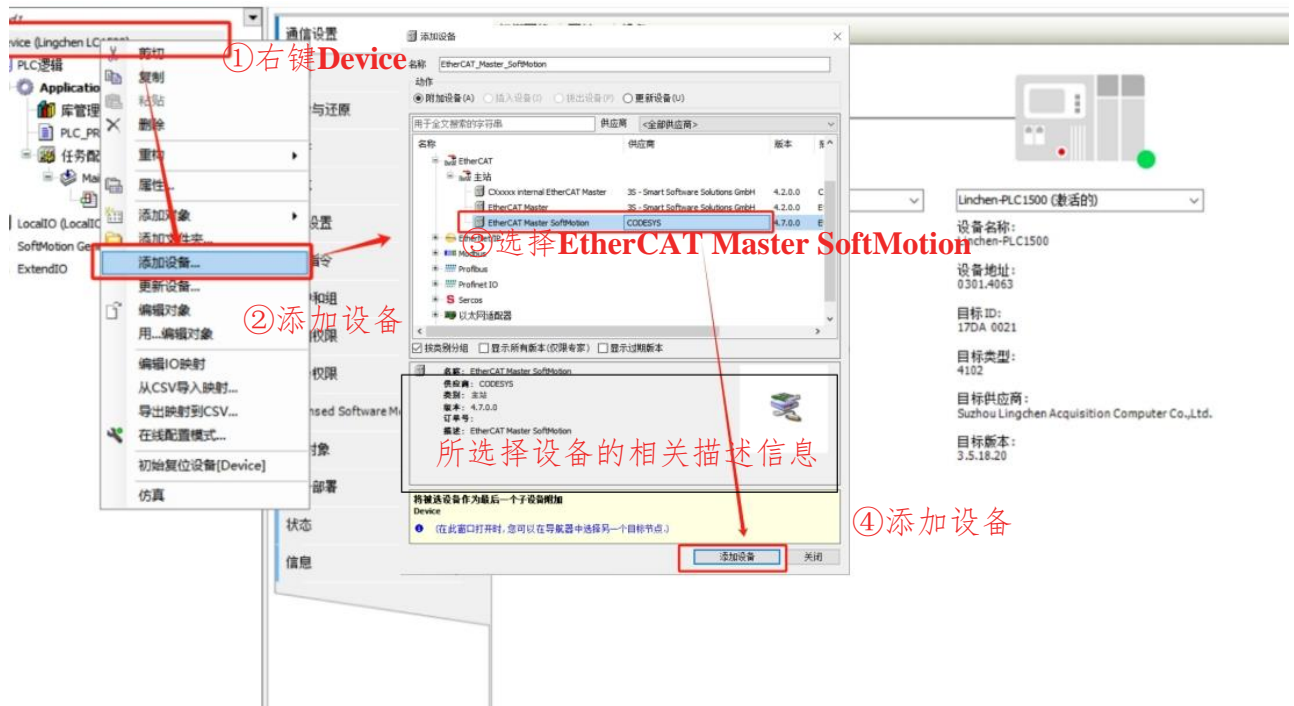 vice (Lingchen LC1500)
PLC逻辑
Applicatio
库管理
PLC_PR
任务配
Mai
LocalIO (LocalIO
SoftMotion Gen
ExtendIO
①右键Device
剪切
复制
粘贴
删除
重构
属性...
添加对象
添加文件夹...
添加设备...
更新设备...
编辑对象
用...编辑对象
编辑IO映射
从CSV导入映射...
导出映射到CSV...
在线配置模式...
初始复位设备[Device]
仿真
②添加设备
通信设置
与还原
设置
指令
和组
权限
权限
nsed Software M
对象
部署
状态
信息
添加设备
名称 EtherCAT_Master_SoftMotion
动作
附加设备(A) 插入设备(I) 拔出设备(P) 更新设备(U)
用于全文搜索的字符串 供应商 <全部供应商>
名称 供应商 版本
EtherCAT
主站
CXxxxx internal EtherCAT Master 3S - Smart Software Solutions GmbH 4.2.0.0 C
EtherCAT Master 3S - Smart Software Solutions GmbH 4.2.0.0 E
EtherCAT Master SoftMotion CODESYS 4.7.0.0 E
EtherNet/IP
③选择EtherCAT Master SoftMotion
Modbus
Profibus
Profinet IO
Sercos
以太网适配器
按类别分组 显示所有版本(仅限专家) 显示过期版本
名称: EtherCAT Master SoftMotion
供应商: CODESYS
类别: 主站
版本: 4.7.0.0
订单号:
描述: EtherCAT Master SoftMotion
所选择设备的相关描述信息
将被选设备作为最后一个子设备附加
Device
(在此窗口打开时,您可以在导航器中选择另一个目标节点.)
④添加设备
添加设备 关闭
Linchen-PLC1500 (激活的)
设备名称:
Linchen-PLC1500
设备地址:
0301.4063
目标ID:
17DA 0021
目标类型:
4102
目标供应商:
Suzhou Lingchen Acquisition Computer Co.,Ltd.
目标版本:
3.5.18.20